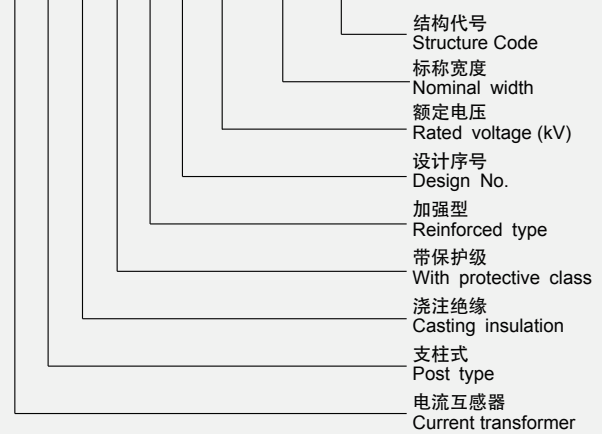 结构代号
Structure Code
标称宽度
Nominal width
额定电压
Rated voltage (kV)
设计序号
Design No.
加强型
Reinforced type
带保护级
With protective class
浇注绝缘
Casting insulation
支柱式
Post type
电流互感器
Current transformer